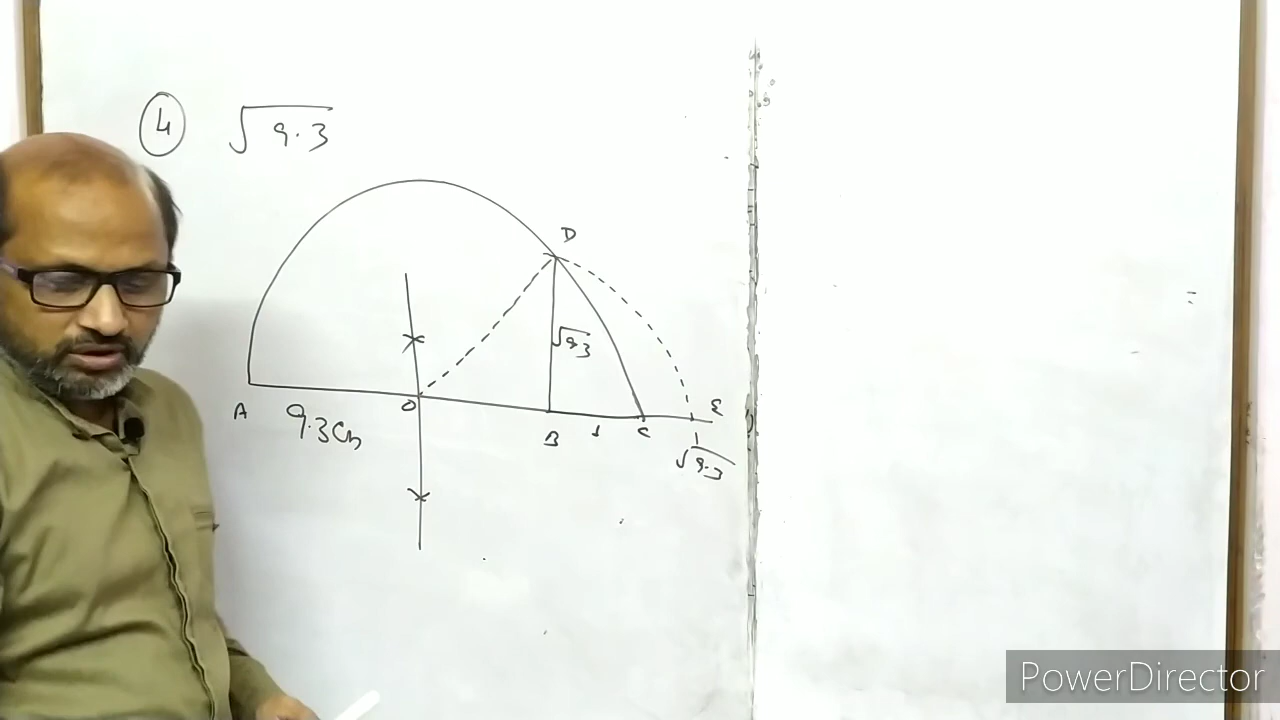 4 √9.3
D
√9.3
A O B 1 C E
9.3cm
√9.3
PowerDirector